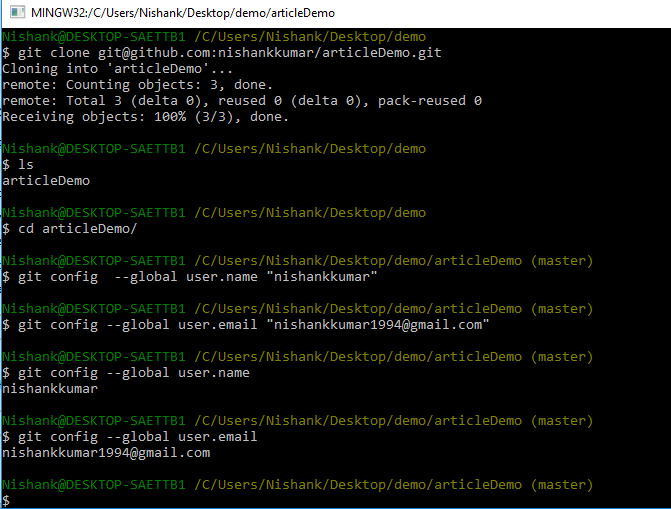 MINGW32:/C/Users/Nishank/Desktop/demo/articleDemo
Nishank@DESKTOP-SAETTB1 /C/Users/Nishank/Desktop/demo
$ git clone git@github.com:nishankkumar/articleDemo.git
Cloning into 'articleDemo'...
remote: Counting objects: 3, done.
remote: Total 3 (delta 0), reused 0 (delta 0), pack-reused 0
Receiving objects: 100% (3/3), done.
Nishank@DESKTOP-SAETTB1 /C/Users/Nishank/Desktop/demo
$ ls
articleDemo
Nishank@DESKTOP-SAETTB1 /C/Users/Nishank/Desktop/demo
$ cd articleDemo/
Nishank@DESKTOP-SAETTB1 /C/Users/Nishank/Desktop/demo/articleDemo (master)
$ git config  --global user.name "nishankkumar"
Nishank@DESKTOP-SAETTB1 /C/Users/Nishank/Desktop/demo/articleDemo (master)
$ git config --global user.email "nishankkumar1994@gmail.com"
Nishank@DESKTOP-SAETTB1 /C/Users/Nishank/Desktop/demo/articleDemo (master)
$ git config --global user.name
nishankkumar
Nishank@DESKTOP-SAETTB1 /C/Users/Nishank/Desktop/demo/articleDemo (master)
$ git config --global user.email
nishankkumar1994@gmail.com
Nishank@DESKTOP-SAETTB1 /C/Users/Nishank/Desktop/demo/articleDemo (master)
$